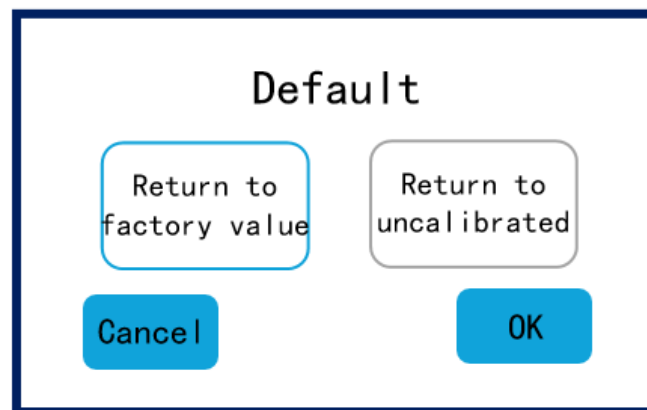 Default
Return to
factory value
Return to
uncalibrated
Cancel
OK